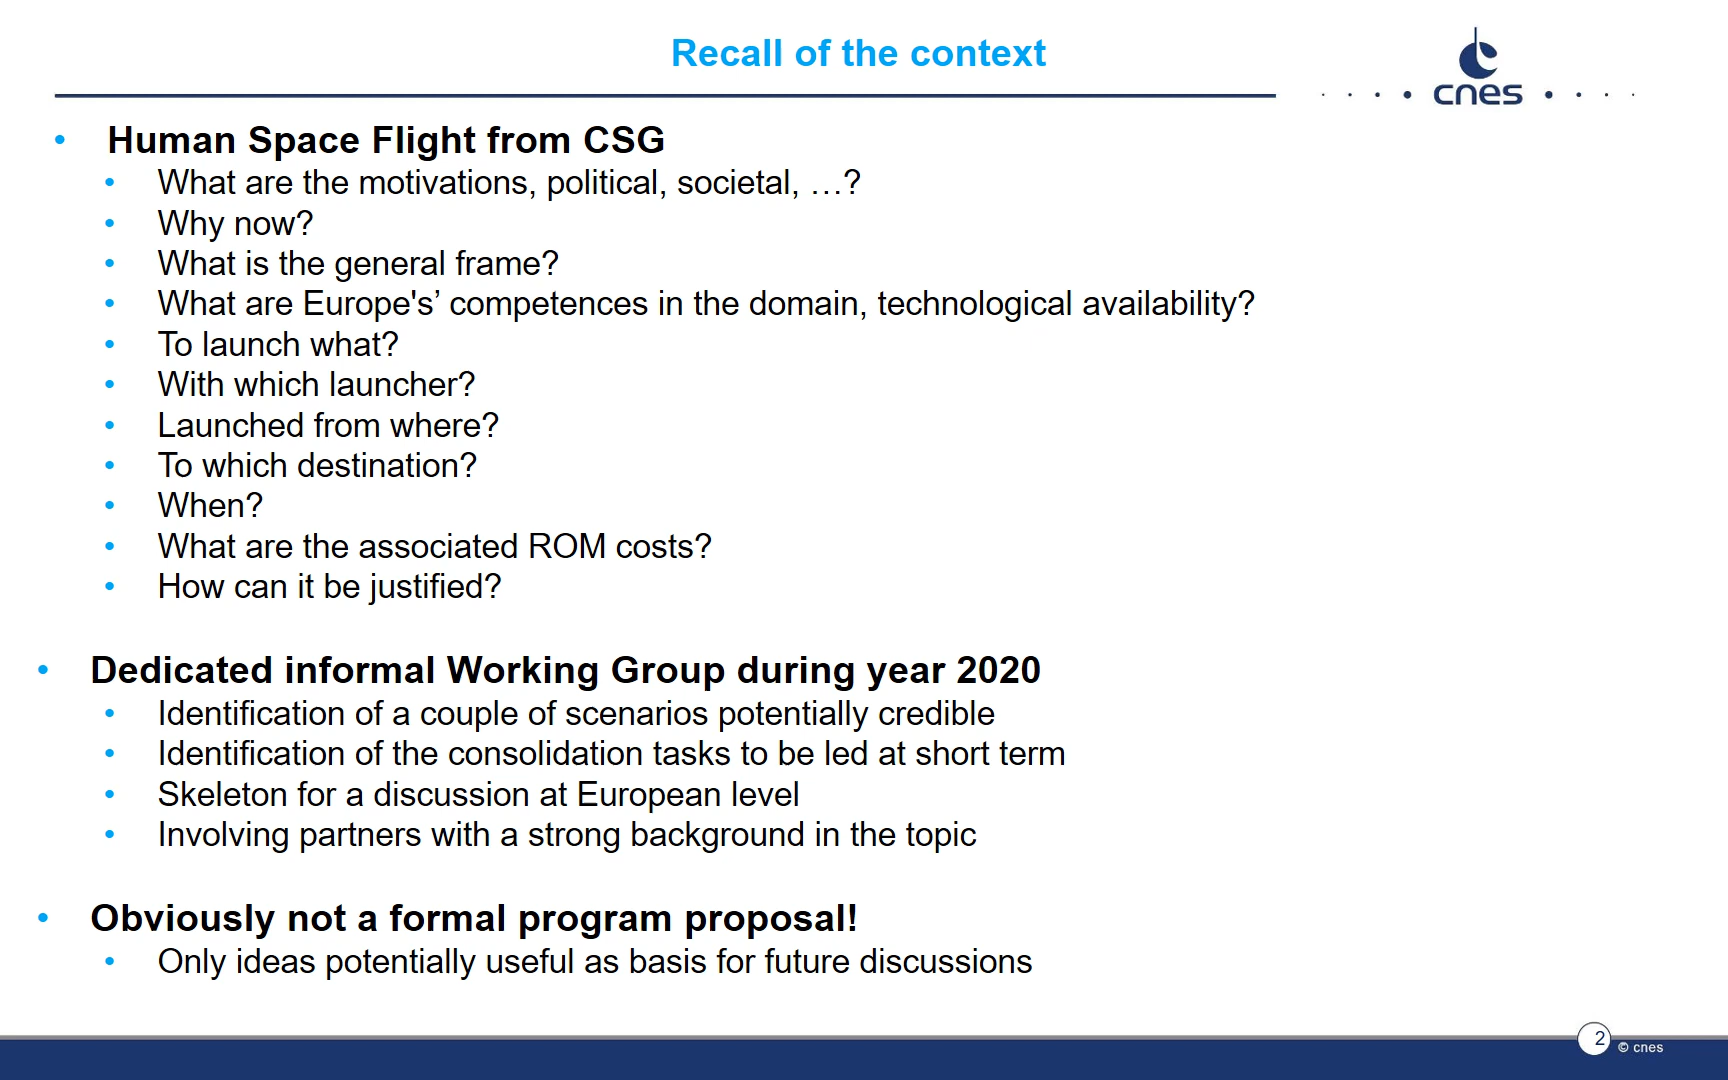 Recall of the context
cnes
• Human Space Flight from CSG
• What are the motivations, political, societal, …?
• Why now?
• What is the general frame?
• What are Europe's’ competences in the domain, technological availability?
• To launch what?
• With which launcher?
• Launched from where?
• To which destination?
• When?
• What are the associated ROM costs?
• How can it be justified?
• Dedicated informal Working Group during year 2020
• Identification of a couple of scenarios potentially credible
• Identification of the consolidation tasks to be led at short term
• Skeleton for a discussion at European level
• Involving partners with a strong background in the topic
• Obviously not a formal program proposal!
• Only ideas potentially useful as basis for future discussions
2
© cnes